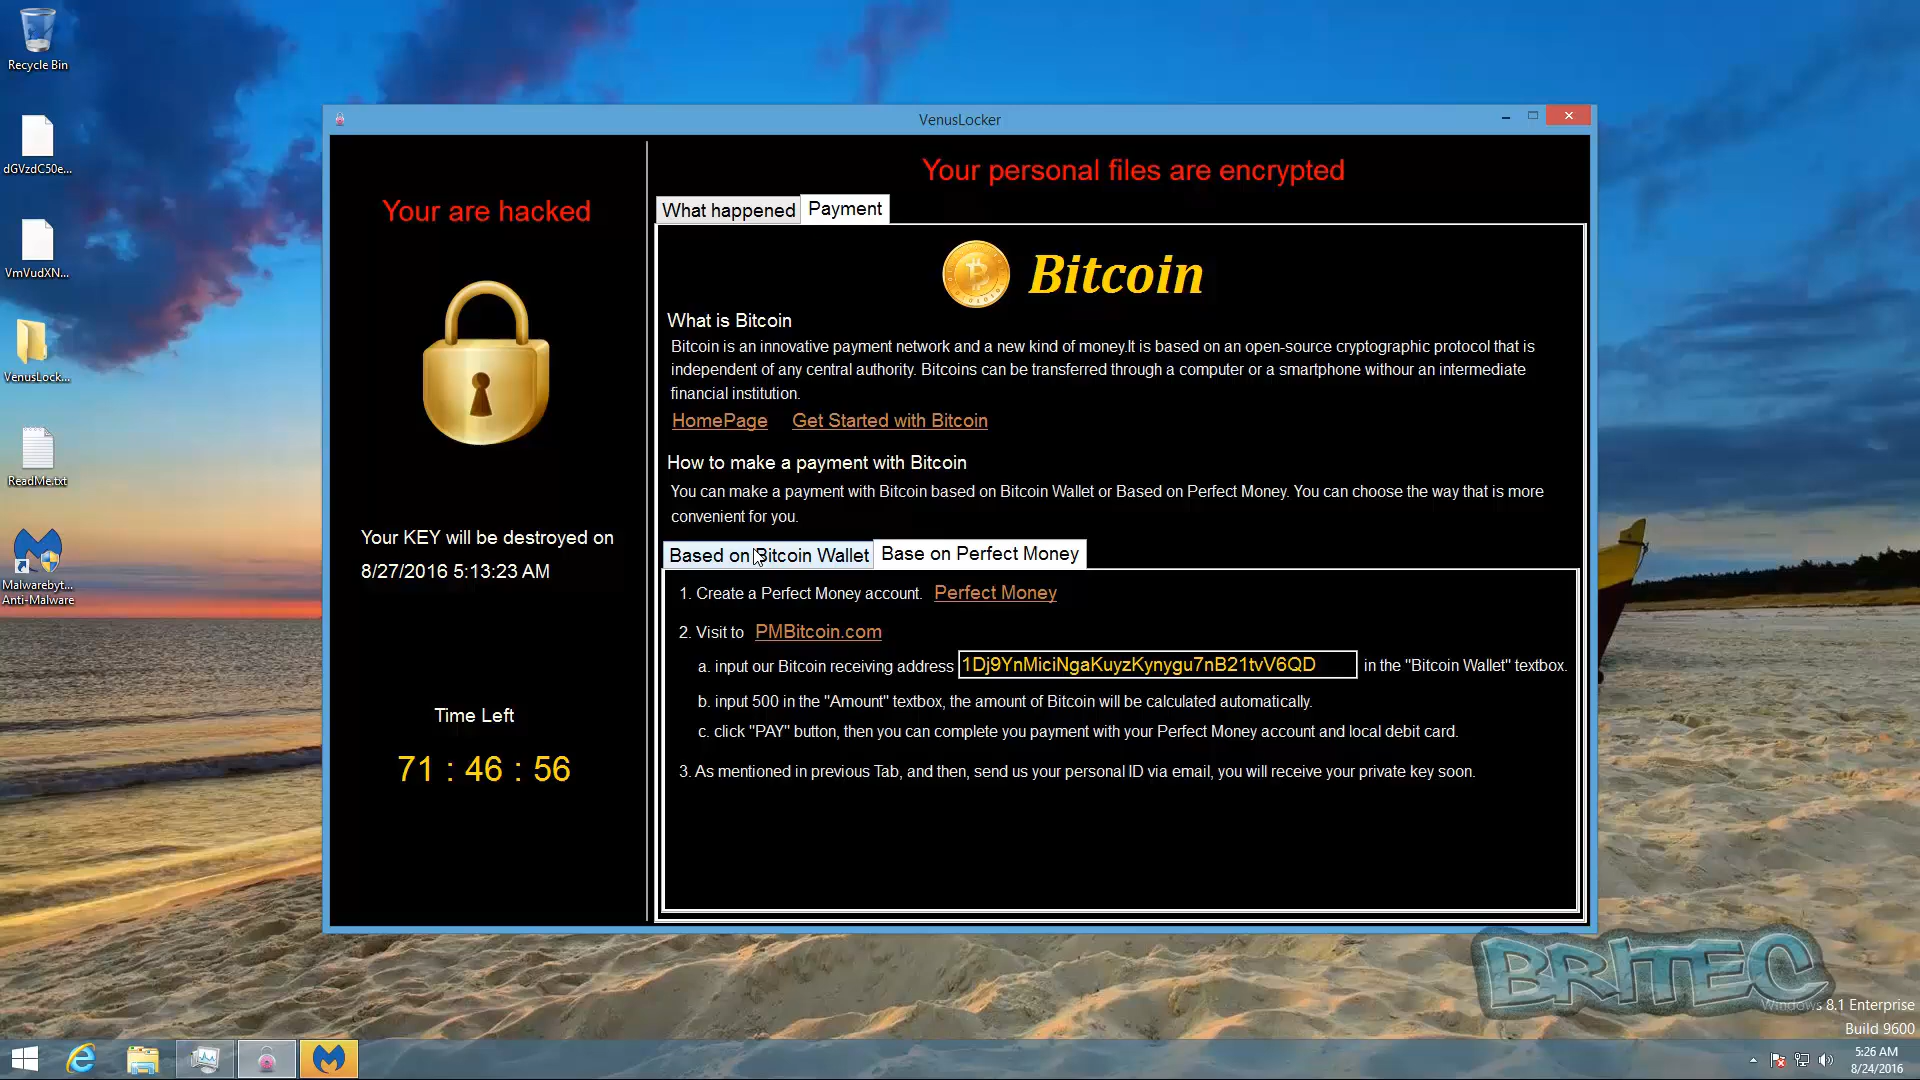 Recycle Bin
dGVzdC50e...
VmVudXN...
VenusLock...
ReadMe.txt
Malwarebyt...
Anti-Malware
VenusLocker
Your are hacked
Your KEY will be destroyed on
8/27/2016 5:13:23 AM
Time Left
71 : 46 : 56
Your personal files are encrypted
What happened
Payment
Bitcoin
What is Bitcoin
Bitcoin is an innovative payment network and a new kind of money.It is based on an open-source cryptographic protocol that is
independent of any central authority. Bitcoins can be transferred through a computer or a smartphone withour an intermediate
financial institution.
HomePage Get Started with Bitcoin
How to make a payment with Bitcoin
You can make a payment with Bitcoin based on Bitcoin Wallet or Based on Perfect Money. You can choose the way that is more
convenient for you.
Based on Bitcoin Wallet
Base on Perfect Money
1. Create a Perfect Money account. Perfect Money
2. Visit to PMBitcoin.com
a. input our Bitcoin receiving address 1Dj9YnMiciNgaKuyzKynygu7nB21tvV6QD in the "Bitcoin Wallet" textbox.
b. input 500 in the "Amount" textbox, the amount of Bitcoin will be calculated automatically.
c. click "PAY" button, then you can complete you payment with your Perfect Money account and local debit card.
3. As mentioned in previous Tab, and then, send us your personal ID via email, you will receive your private key soon.
BRITEC
Windows 8.1 Enterprise
Build 9600
5:26 AM
8/24/2016